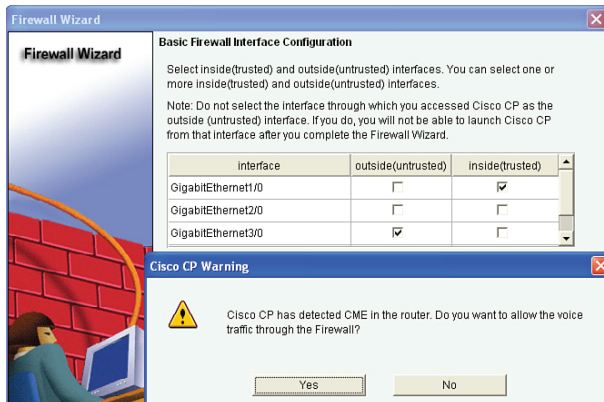 Firewall Wizard
Firewall Wizard
Basic Firewall Interface Configuration
Select inside(trusted) and outside(untrusted) interfaces. You can select one or
more inside(trusted) and outside(untrusted) interfaces.
Note: Do not select the interface through which you accessed Cisco CP as the
outside (untrusted) interface. If you do, you will not be able to launch Cisco CP
from that interface after you complete the Firewall Wizard.
interface outside(untrusted) inside(trusted)
GigabitEthernet1/0
GigabitEthernet2/0
GigabitEthernet3/0
Cisco CP Warning
Cisco CP has detected CME in the router. Do you want to allow the voice
traffic through the Firewall?
Yes No